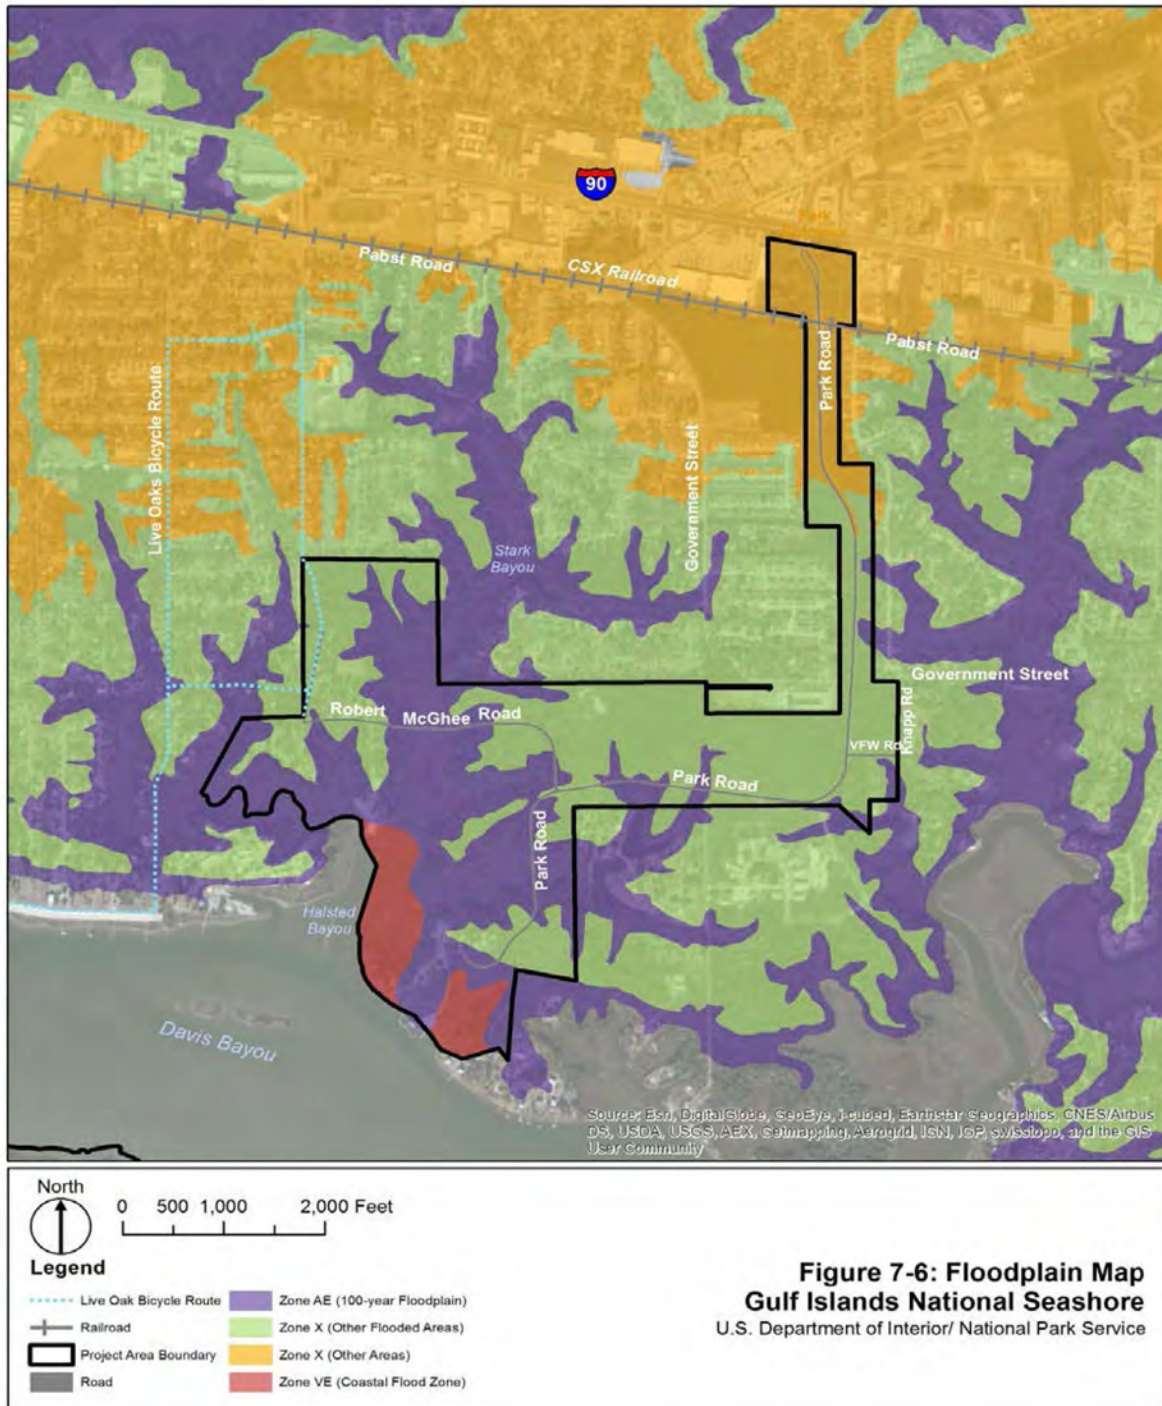 90
Park
Pabst Road
CSX Railroad
Pabst Road
Park Road
Live Oaks Bicycle Route
Government Street
Stark
Bayou
Government Street
Robert McGhee Road
Knapp Rd
VFW Rd
Park Road
Park Road
Halsted
Bayou
Davis Bayou
Source: Esri, DigitalGlobe, GeoEye, i-cubed, Earthstar Geographics, CNES/Airbus
DS, USDA, USGS, AEX, Getmapping, Aerogrid, IGN, IGP, swisstopo, and the GIS
User Community
North
0 500 1,000 2,000 Feet
Legend
Live Oak Bicycle Route
Railroad
Project Area Boundary
Road
Zone AE (100-year Floodplain)
Zone X (Other Flooded Areas)
Zone X (Other Areas)
Zone VE (Coastal Flood Zone)
Figure 7-6: Floodplain Map
Gulf Islands National Seashore
U.S. Department of Interior/ National Park Service